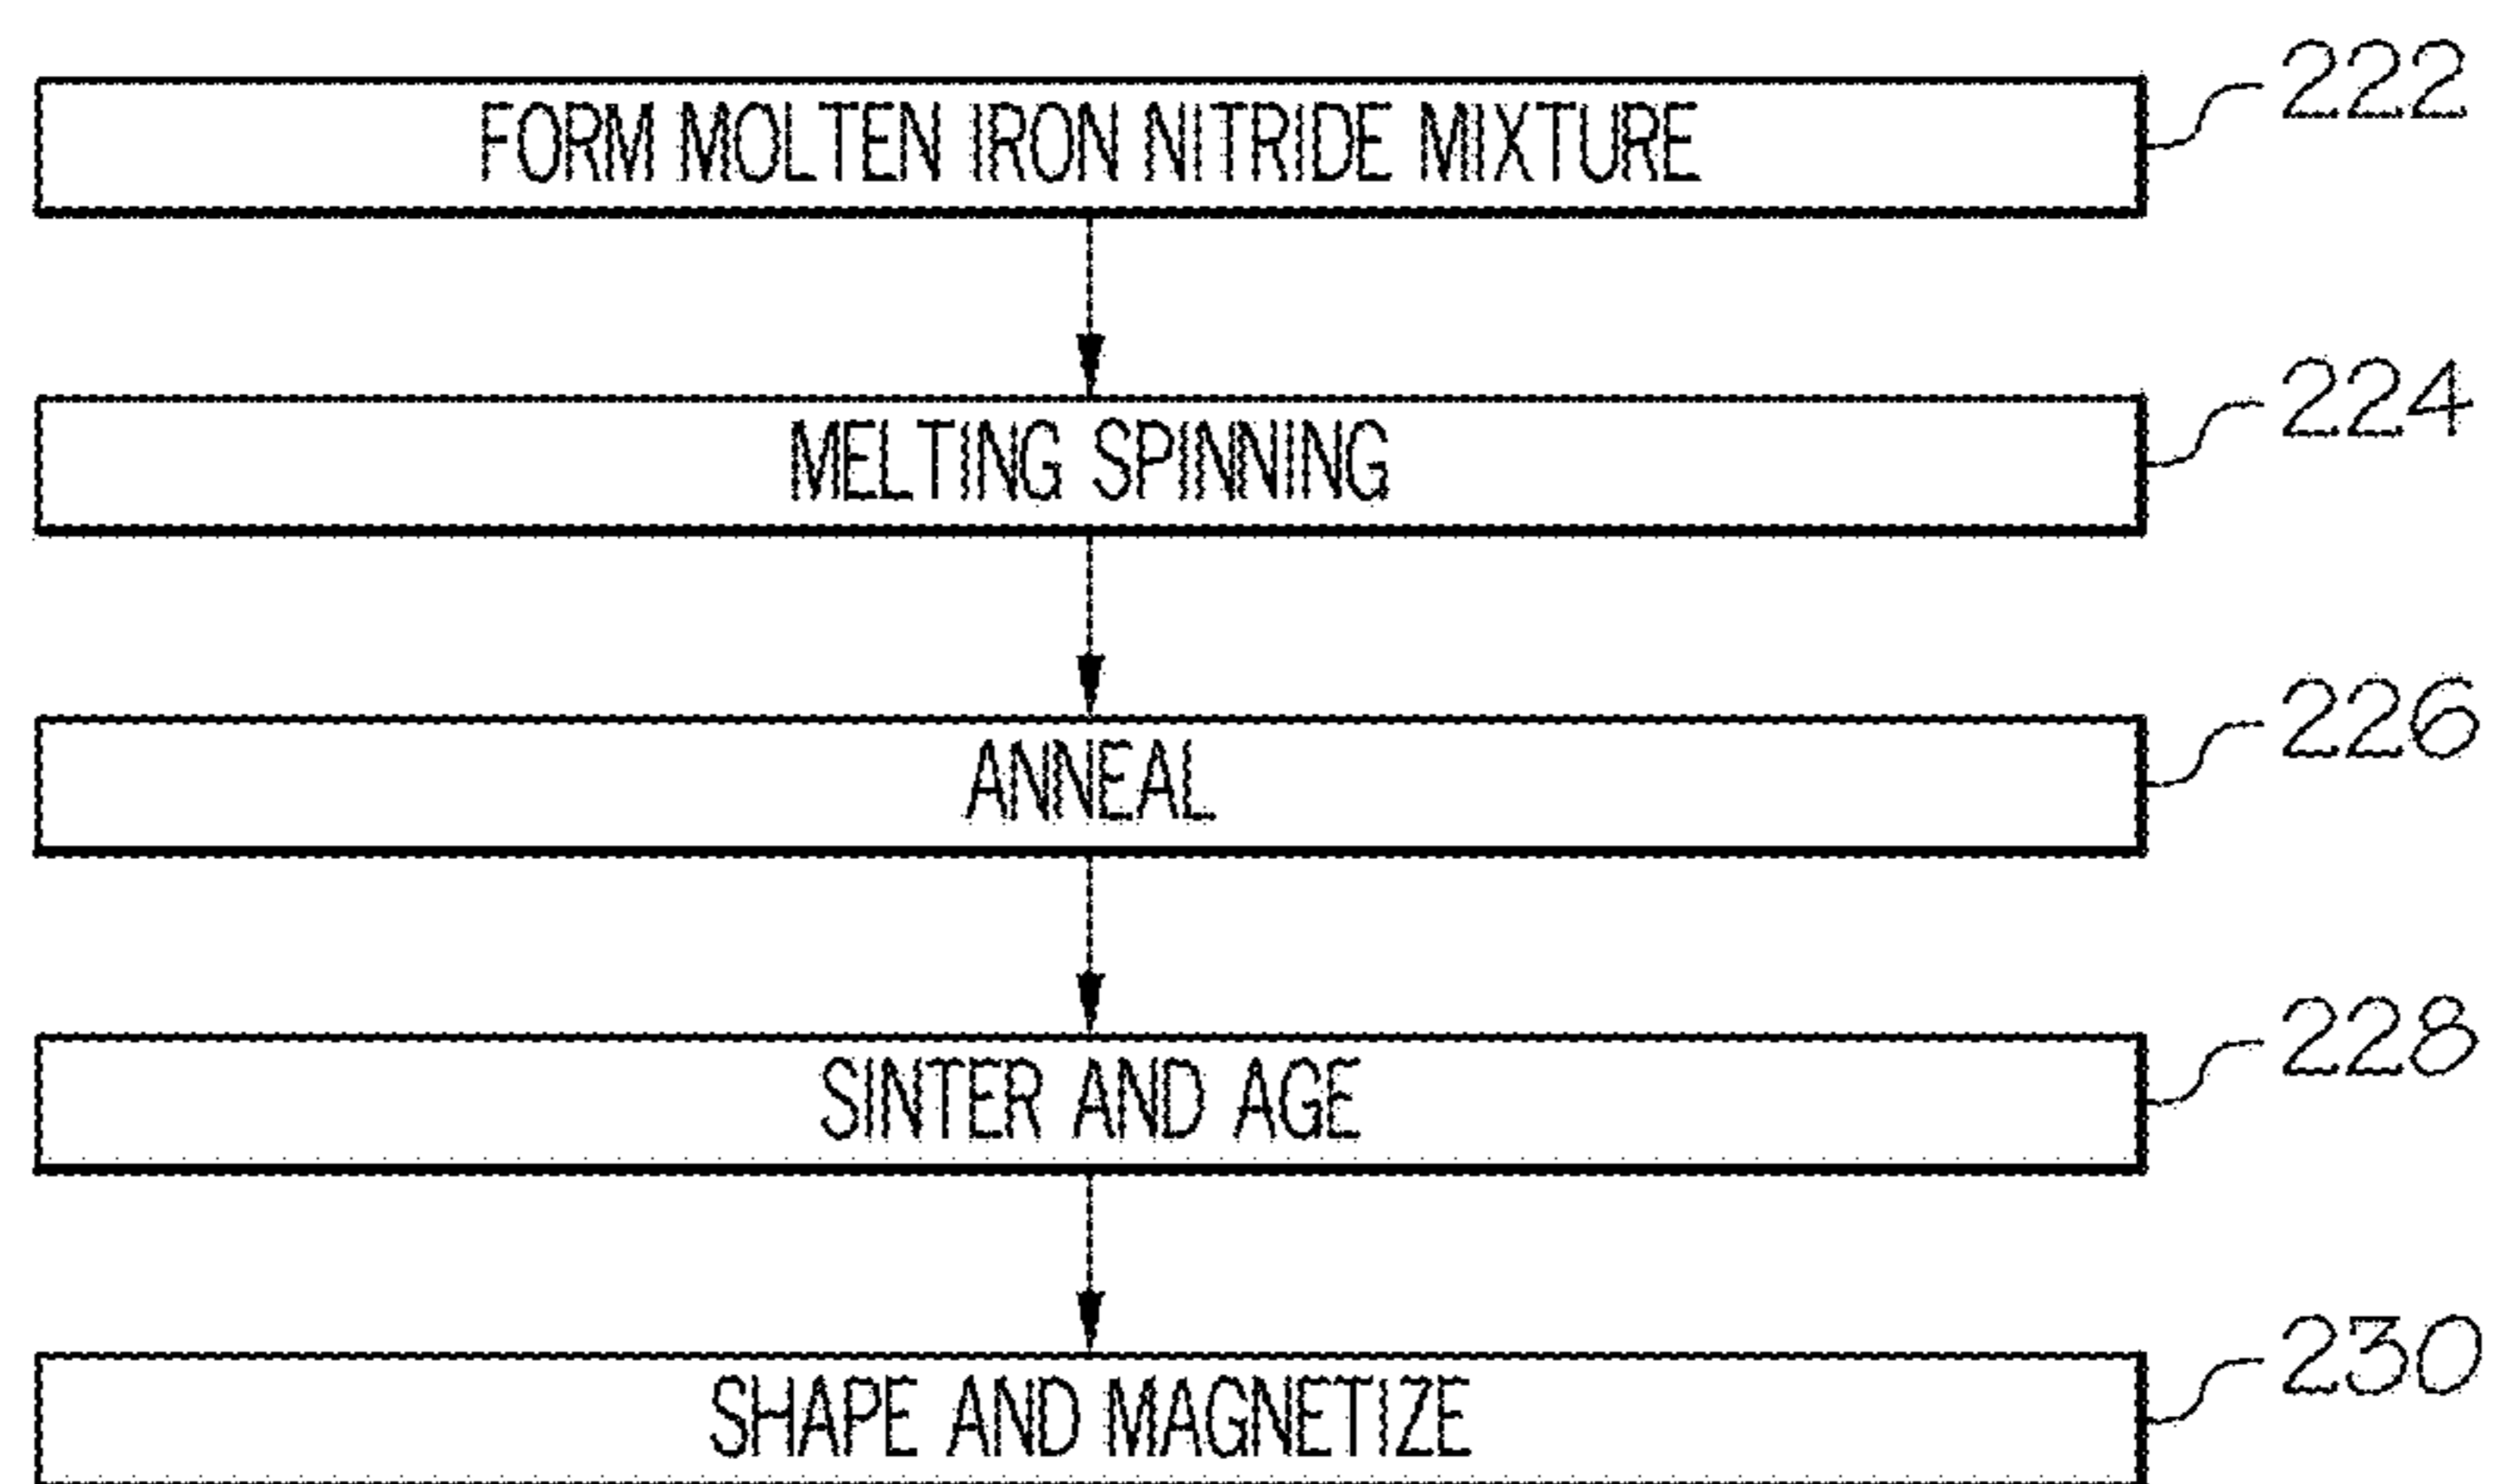 FORM MOLTEN IRON NITRIDE MIXTURE
222
MELTING SPINNING
224
ANNEAL
226
SINTER AND AGE
228
SHAPE AND MAGNETIZE
230